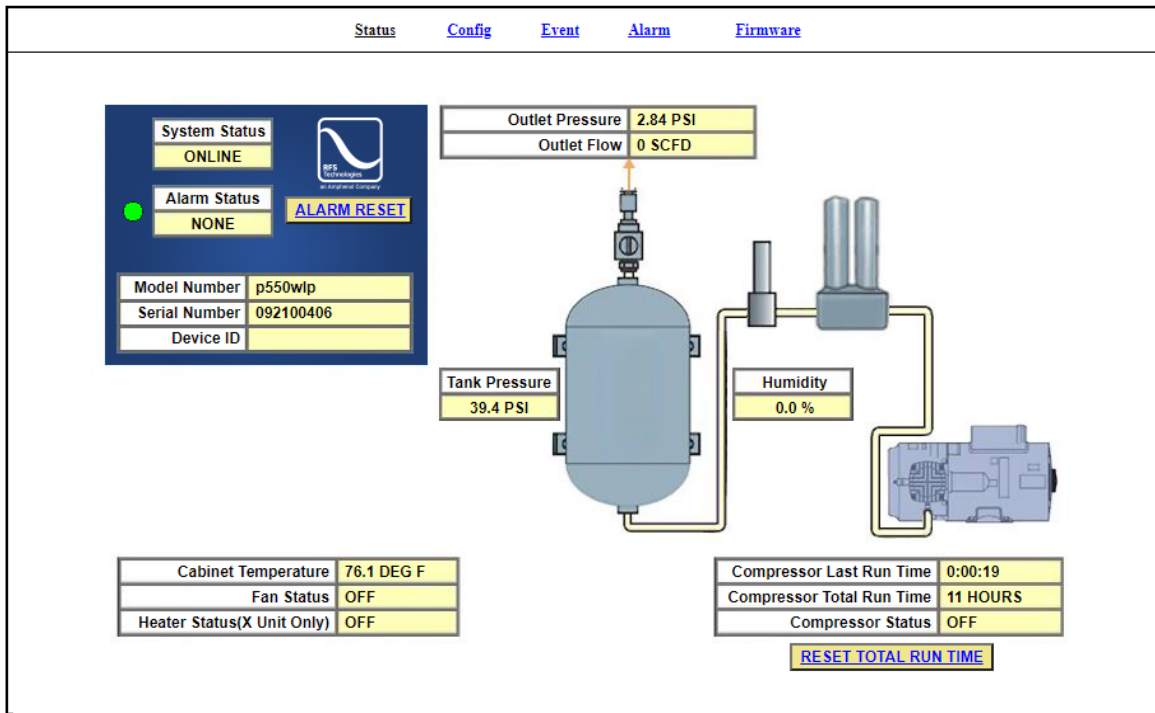 Status Config Event Alarm Firmware
System Status
ONLINE
RFS
Technologies
an Amphenol Company
Alarm Status
NONE
ALARM RESET
Model Number p550wlp
Serial Number 092100406
Device ID
Outlet Pressure 2.84 PSI
Outlet Flow 0 SCFD
Tank Pressure
39.4 PSI
Humidity
0.0 %
Cabinet Temperature 76.1 DEG F
Fan Status OFF
Heater Status(X Unit Only) OFF
Compressor Last Run Time 0:00:19
Compressor Total Run Time 11 HOURS
Compressor Status OFF
RESET TOTAL RUN TIME